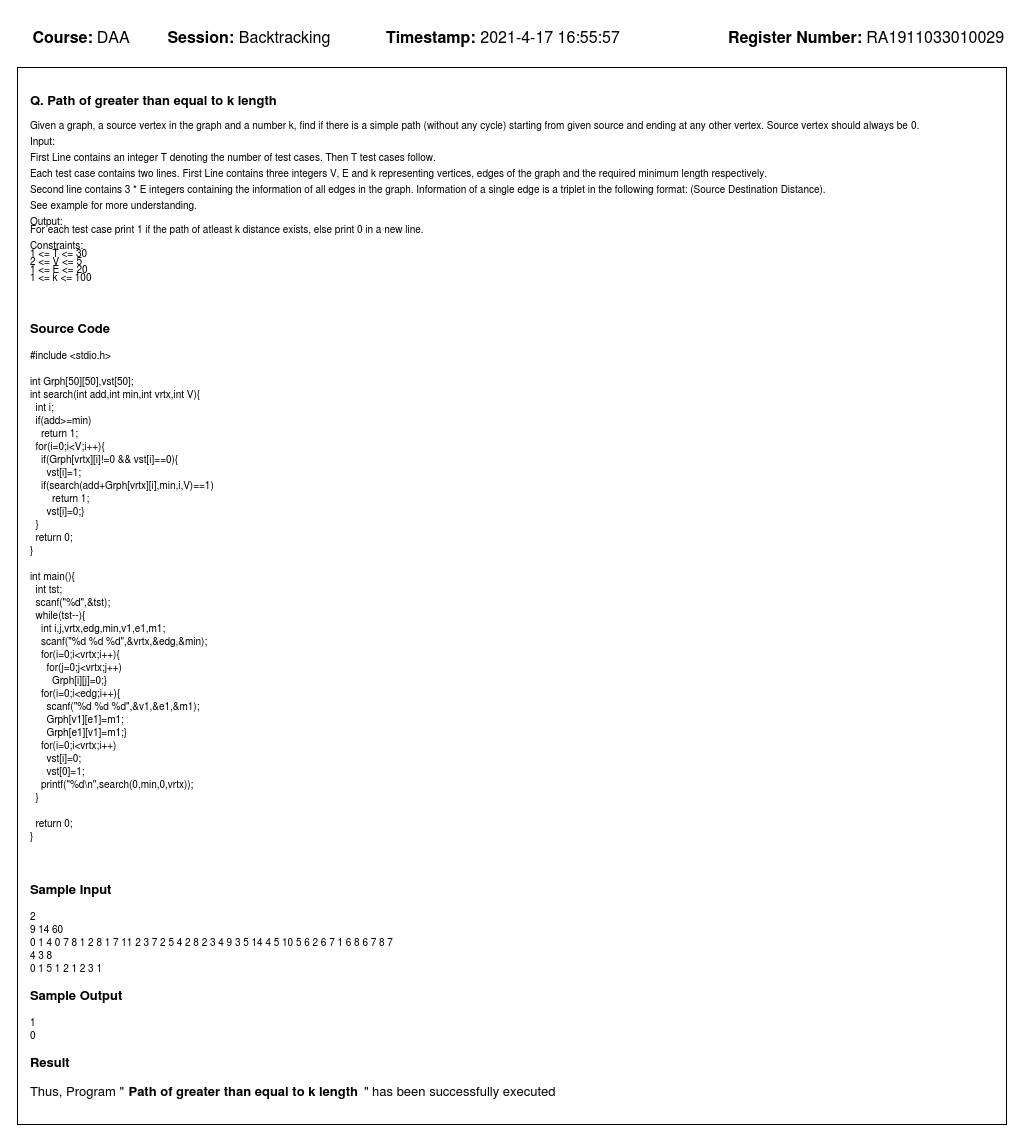 Course: DAA Session: Backtracking Timestamp: 2021-4-17 16:55:57 Register Number: RA1911033010029
Q. Path of greater than equal to k length
Given a graph, a source vertex in the graph and a number k, find if there is a simple path (without any cycle) starting from given source and ending at any other vertex. Source vertex should always be 0.
Input:
First Line contains an integer T denoting the number of test cases. Then T test cases follow.
Each test case contains two lines. First Line contains three integers V, E and k representing vertices, edges of the graph and the required minimum length respectively.
Second line contains 3 * E integers containing the information of all edges in the graph. Information of a single edge is a triplet in the following format: (Source Destination Distance).
See example for more understanding.
Output:
For each test case print 1 if the path of atleast k distance exists, else print 0 in a new line.
Constraints:
1 <= T <= 30
2 <= V <= 5
1 <= E <= 20
1 <= k <= 100
Source Code
#include <stdio.h>
int Grph[50][50],vst[50];
int search(int add,int min,int vrtx,int V){
int i;
if(add>=min)
return 1;
for(i=0;i<V;i++){
if(Grph[vrtx][i]!=0 && vst[i]==0){
vst[i]=1;
if(search(add+Grph[vrtx][i],min,i,V)==1)
return 1;
vst[i]=0;}
}
return 0;
}
int main(){
int tst;
scanf("%d",&tst);
while(tst--){
int i,j,vrtx,edg,min,v1,e1,m1;
scanf("%d %d %d",&vrtx,&edg,&min);
for(i=0;i<vrtx;i++){
for(j=0;j<vrtx;j++)
Grph[i][j]=0;}
for(i=0;i<edg;i++){
scanf("%d %d %d",&v1,&e1,&m1);
Grph[v1][e1]=m1;
Grph[e1][v1]=m1;}
for(i=0;i<vrtx;i++)
vst[i]=0;
vst[0]=1;
printf("%d\n",search(0,min,0,vrtx));
}
return 0;
}
Sample Input
2
9 14 60
0 1 4 0 7 8 1 2 8 1 7 11 2 3 7 2 5 4 2 8 2 3 4 9 3 5 14 4 5 10 5 6 2 6 7 1 6 8 6 7 8 7
4 3 8
0 1 5 1 2 1 2 3 1
Sample Output
1
0
Result
Thus, Program " Path of greater than equal to k length " has been successfully executed